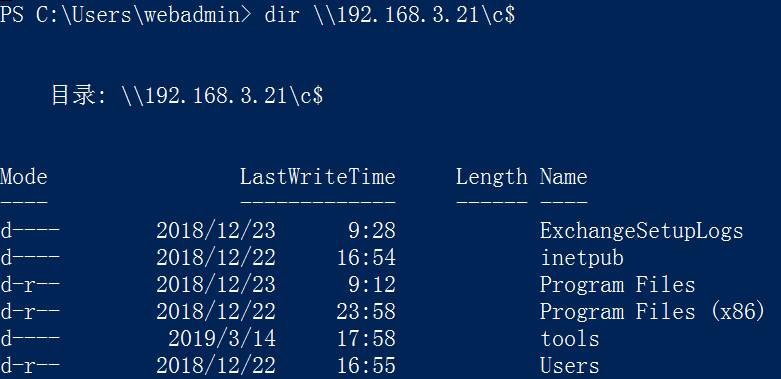 PS C:\Users\webadmin> dir \\192.168.3.21\c$
目录: \\192.168.3.21\c$
Mode LastWriteTime Length Name
---- ------------- ------ ----
d---- 2018/12/23 9:28 ExchangeSetupLogs
d---- 2018/12/22 16:54 inetpub
d-r-- 2018/12/23 9:12 Program Files
d-r-- 2018/12/22 23:58 Program Files (x86)
d---- 2019/3/14 17:58 tools
d-r-- 2018/12/22 16:55 Users